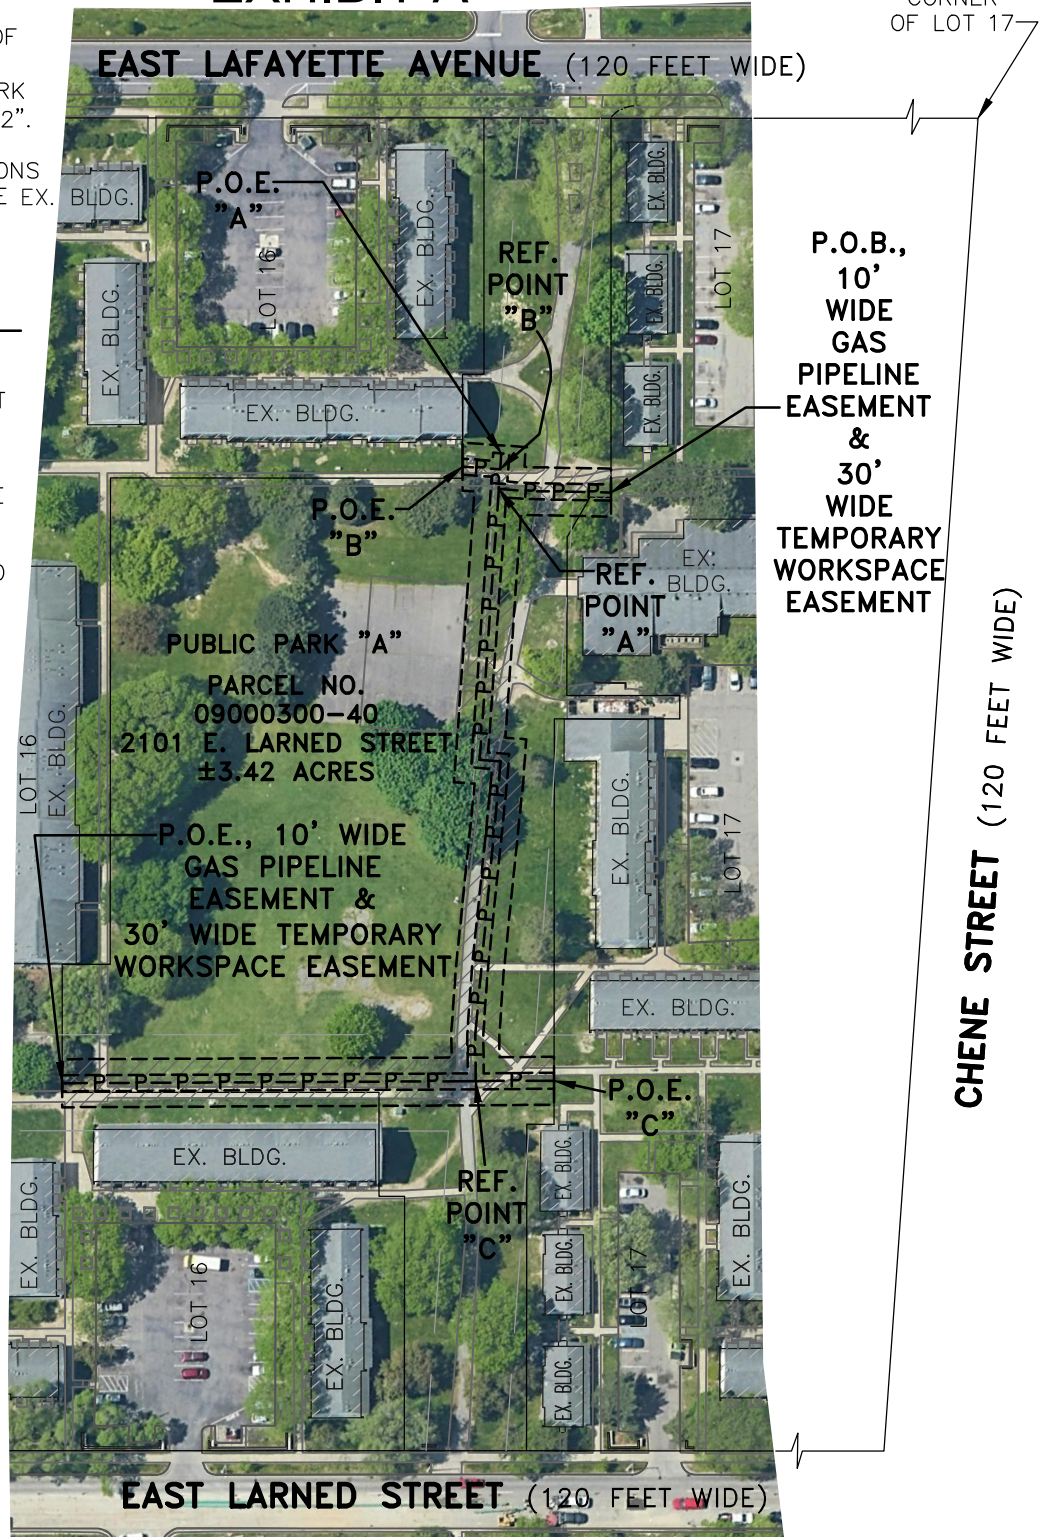 EXHIBIT A
CORNER
OF LOT 17
OF
EAST LAFAYETTE AVENUE (120 FEET WIDE)
2".
EX. BLDG.
P.O.E.
"A"
EX. BLDG.
EX. BLDG.
LOT 17
LOT 16
REF.
POINT
"B"
P.O.B.,
10'
WIDE
GAS
PIPELINE
EASEMENT
&
30'
WIDE
TEMPORARY
WORKSPACE
EASEMENT
EX. BLDG.
EX. BLDG.
EX. BLDG.
EX. BLDG.
P
P
P P P
P.O.E.
"B"
EX.
BLDG.
REF.
POINT
"A"
PUBLIC PARK "A"
PARCEL NO.
09000300-40
2101 E. LARNED STREET
±3.42 ACRES
P
P
P
P
P
P
P
P
P
P
LOT 16
EX. BLDG.
EX. BLDG.
LOT 17
CHENE STREET (120 FEET WIDE)
P.O.E., 10' WIDE
GAS PIPELINE
EASEMENT &
30' WIDE TEMPORARY
WORKSPACE EASEMENT
EX. BLDG.
P P P P P P P P P P
P.O.E.
"C"
EX. BLDG.
REF.
POINT
"C"
EX. BLDG.
EX. BLDG.
EX. BLDG.
LOT 16
EX. BLDG.
EX. BLDG.
LOT 17
EX. BLDG.
EAST LARNED STREET (120 FEET WIDE)